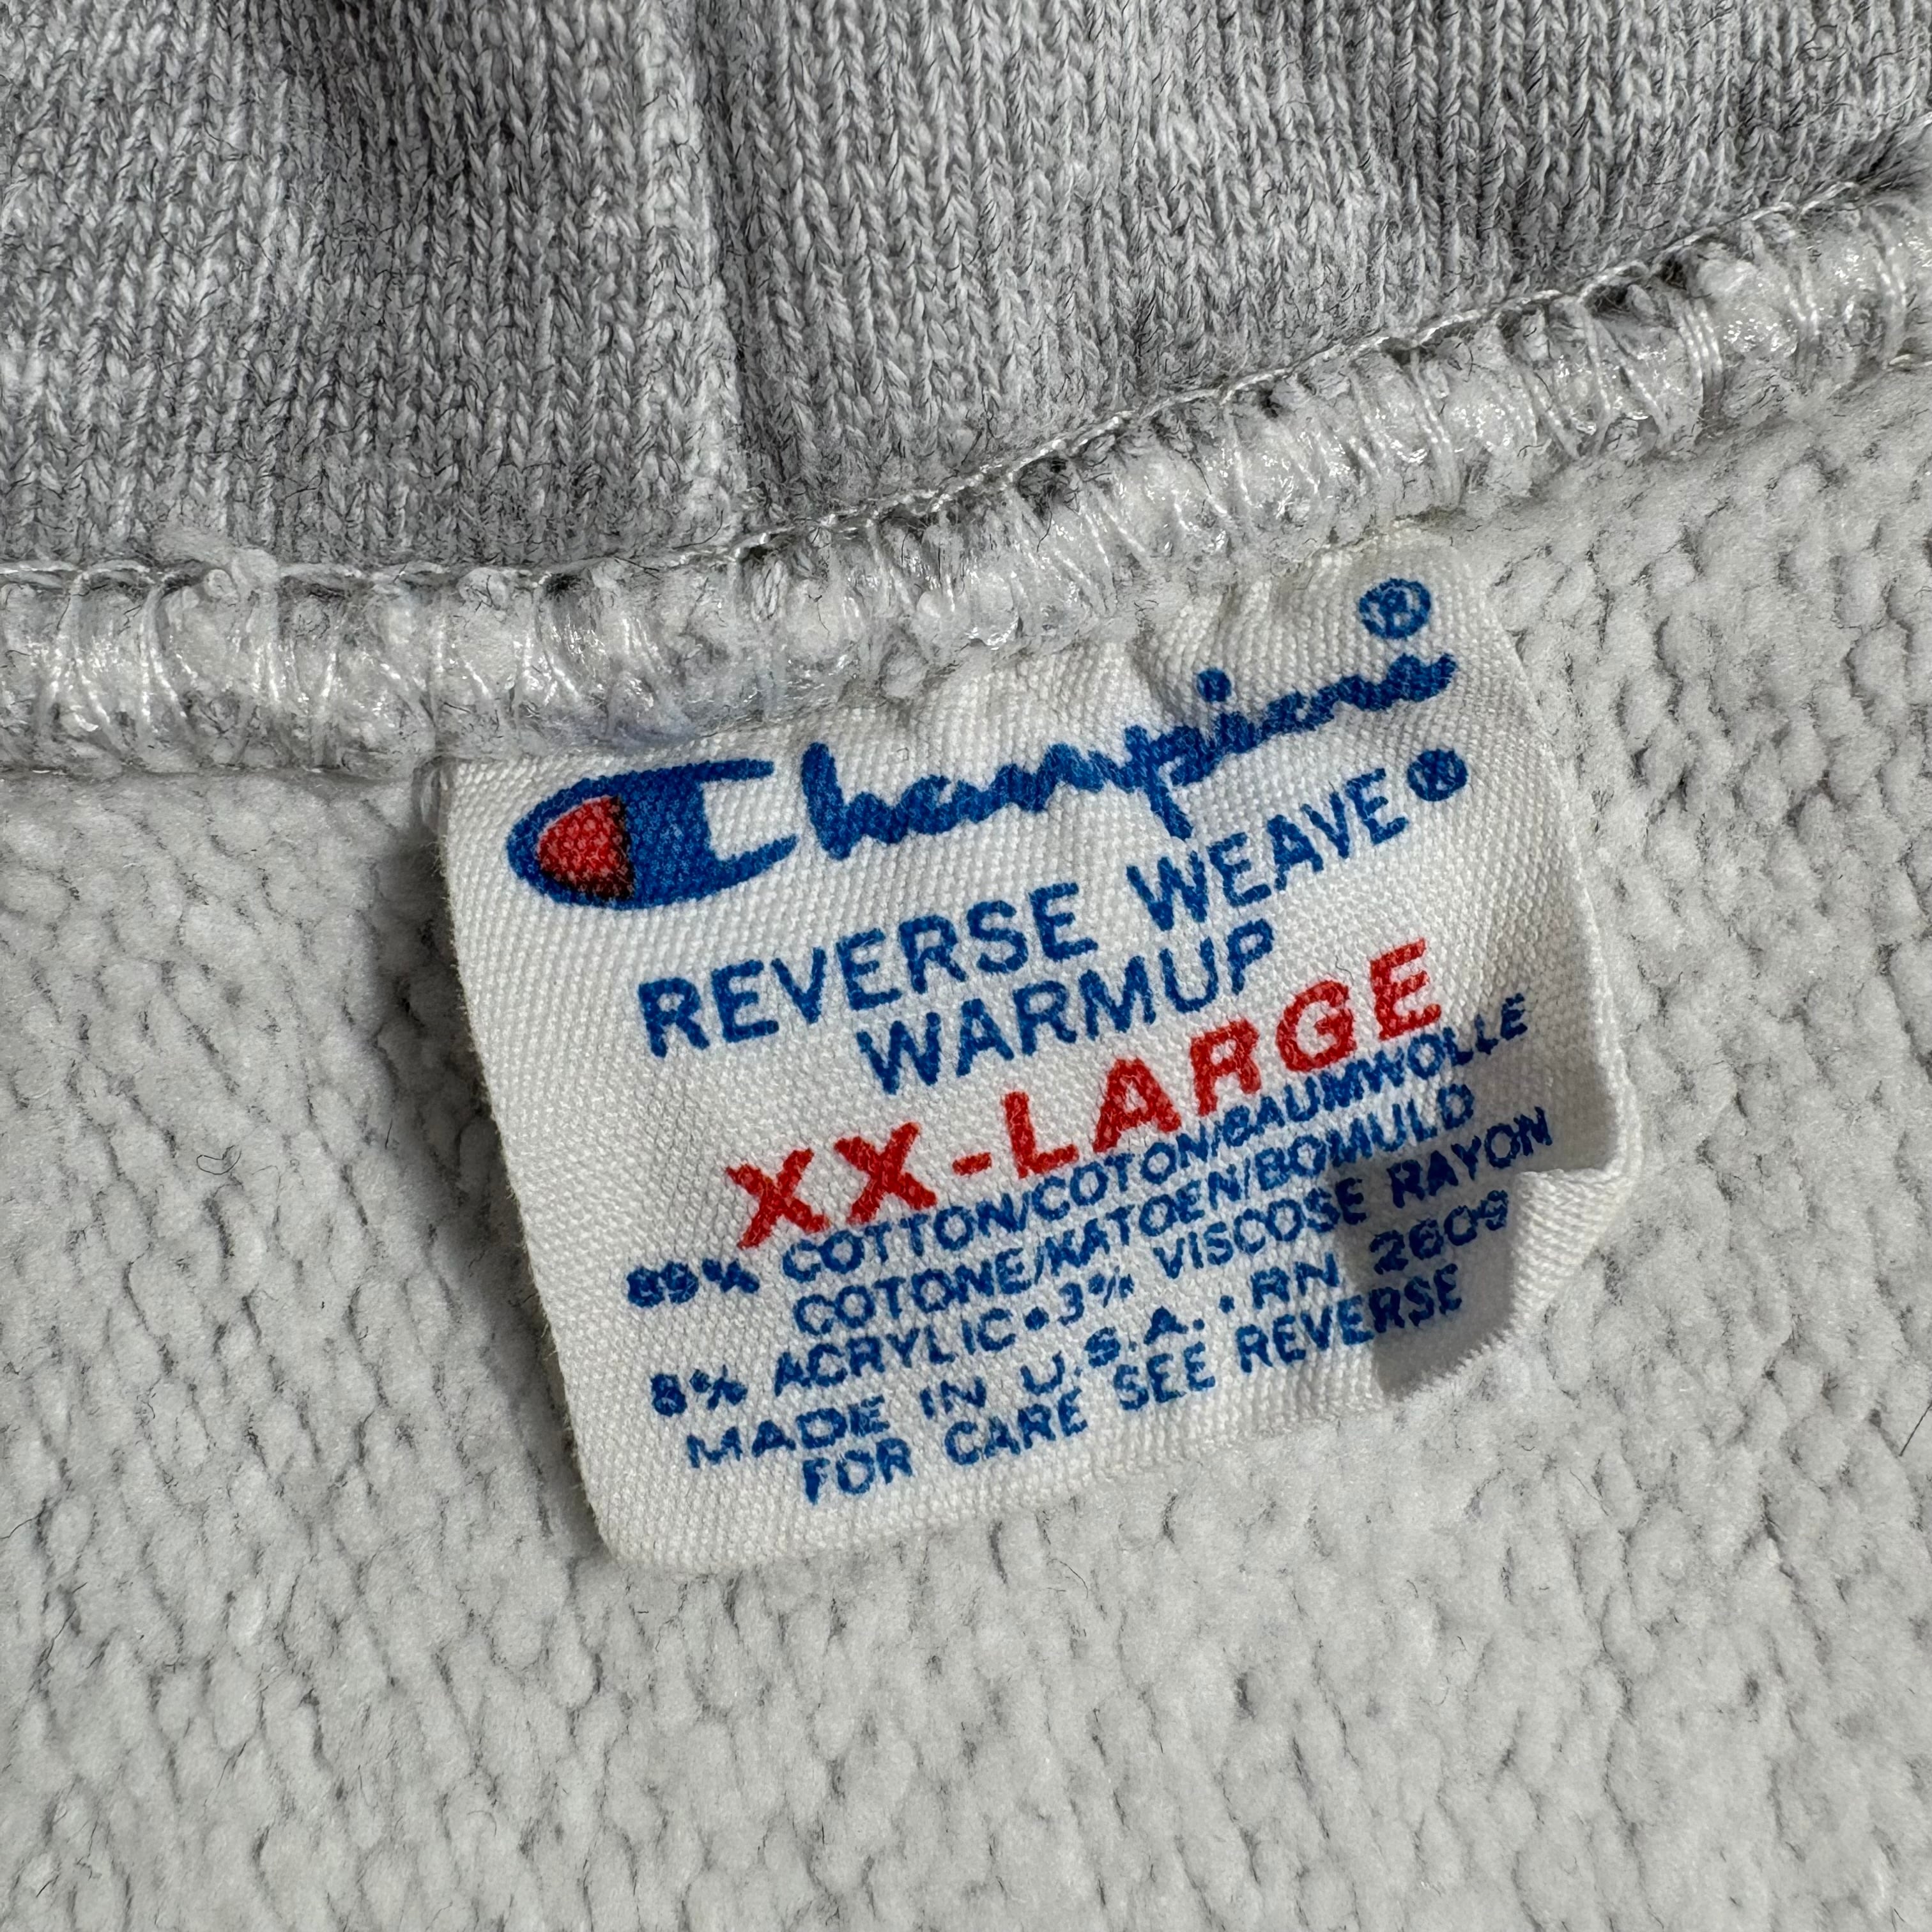 Champion®
REVERSE WEAVE®
WARMUP
XX-LARGE
89% COTTON/COTON/BAUMWOLLE
COTONE/KATOEN/BOMULD
8% ACRYLIC•3% VISCOSE RAYON
MADE IN U.S.A. • RN 2609
FOR CARE SEE REVERSE